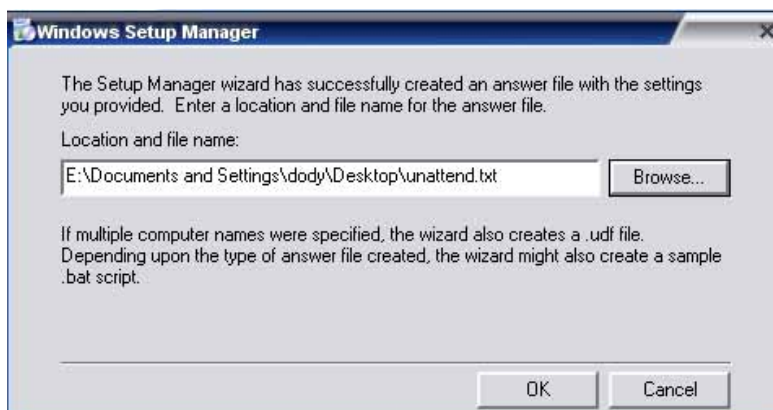 Windows Setup Manager
The Setup Manager wizard has successfully created an answer file with the settings
you provided. Enter a location and file name for the answer file.
Location and file name:
E:\Documents and Settings\dody\Desktop\unattend.txt
Browse...
If multiple computer names were specified, the wizard also creates a .udf file.
Depending upon the type of answer file created, the wizard might also create a sample
.bat script.
OK
Cancel